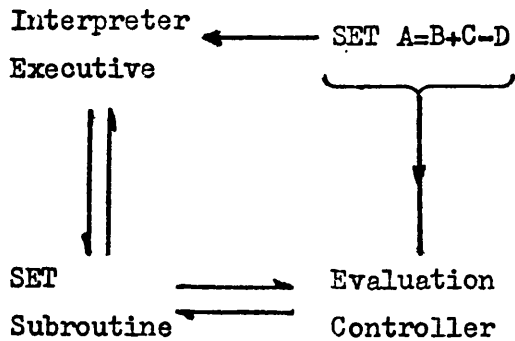 Interpreter
Executive
SET A=B+C-D
SET
Subroutine
Evaluation
Controller